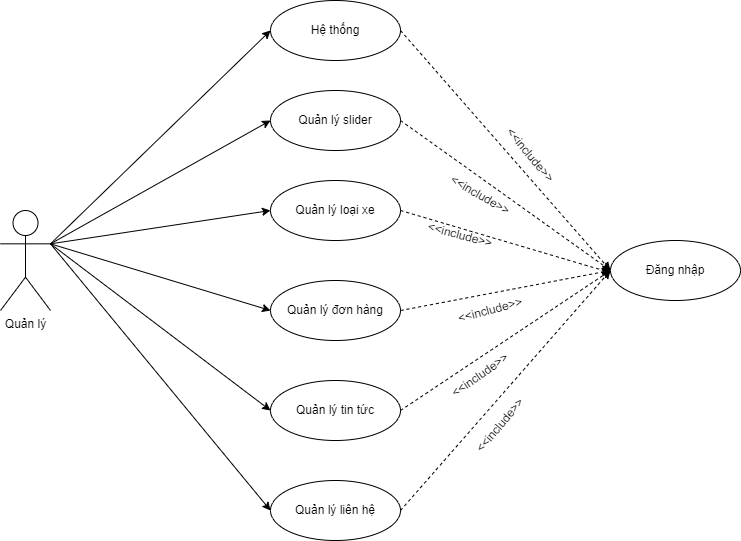 Hệ thống
<<include>>
Quản lý slider
<<include>>
Quản lý loại xe
<<include>>
Đăng nhập
Quản lý
Quản lý đơn hàng
<<include>>
<<include>>
Quản lý tin tức
<<include>>
Quản lý liên hệ